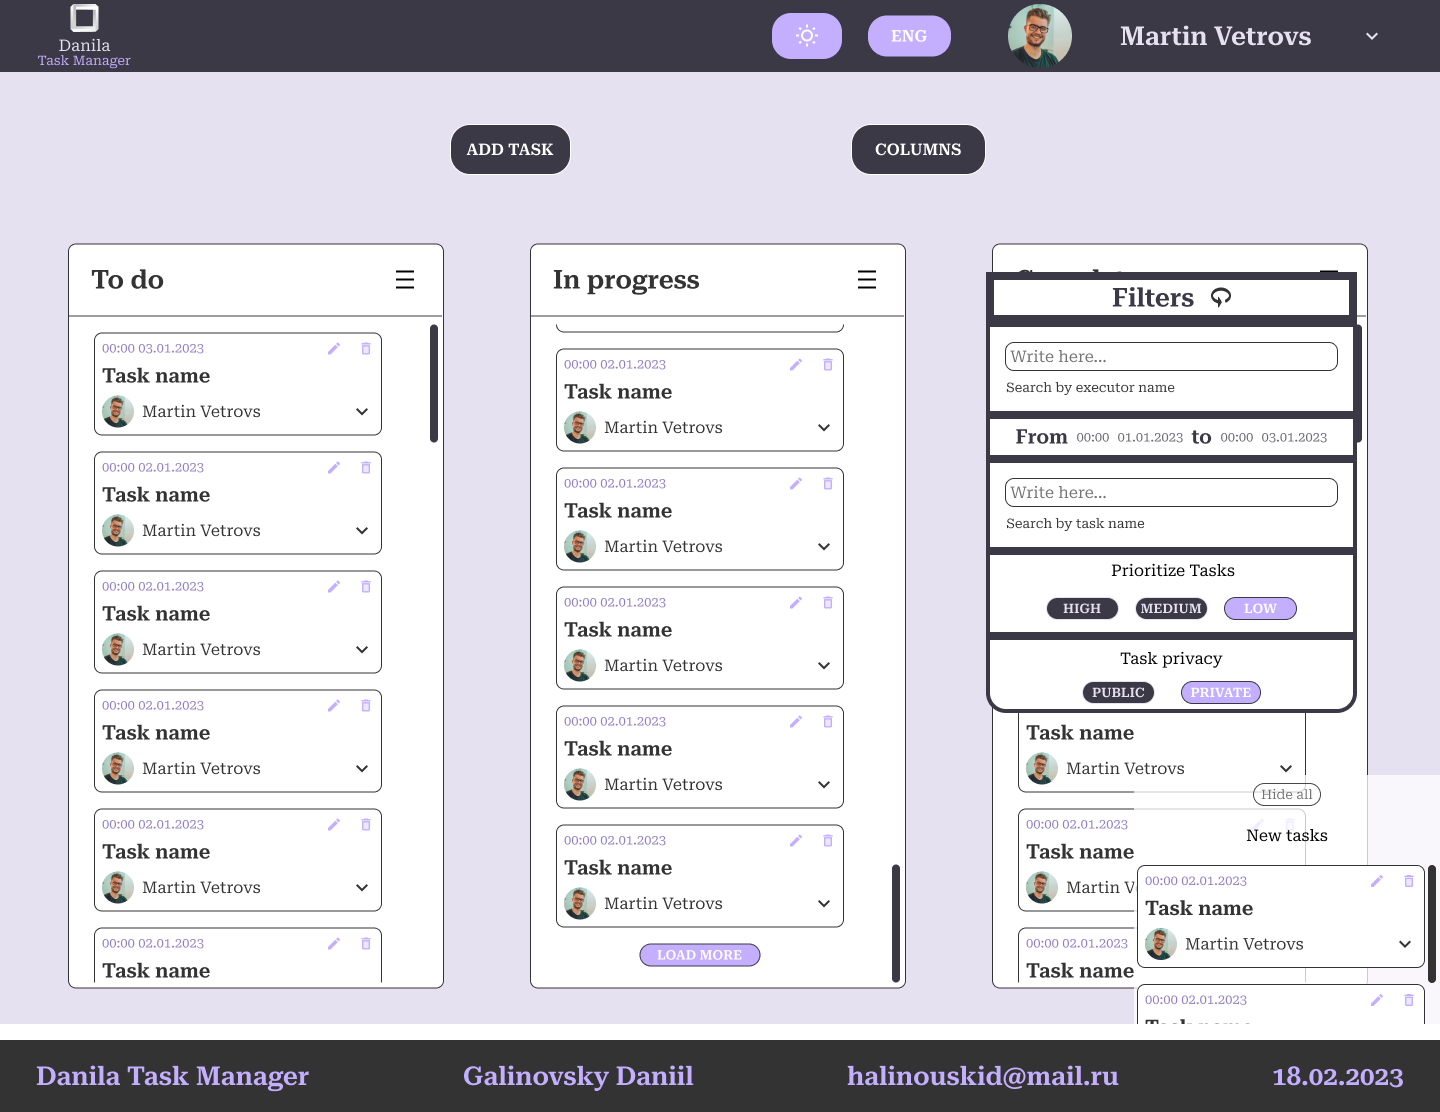 Danila
Task Manager
ENG
Martin Vetrovs
ADD TASK
COLUMNS
To do
00:00 03.01.2023
Task name
Martin Vetrovs
00:00 02.01.2023
Task name
Martin Vetrovs
00:00 02.01.2023
Task name
Martin Vetrovs
00:00 02.01.2023
Task name
Martin Vetrovs
00:00 02.01.2023
Task name
Martin Vetrovs
00:00 02.01.2023
Task name
In progress
00:00 02.01.2023
Task name
Martin Vetrovs
00:00 02.01.2023
Task name
Martin Vetrovs
00:00 02.01.2023
Task name
Martin Vetrovs
00:00 02.01.2023
Task name
Martin Vetrovs
00:00 02.01.2023
Task name
Martin Vetrovs
LOAD MORE
Filters
Write here...
Search by executor name
From 00:00 01.01.2023 to 00:00 03.01.2023
Write here...
Search by task name
Prioritize Tasks
HIGH MEDIUM LOW
Task privacy
PUBLIC PRIVATE
Task name
Martin Vetrovs
00:00 02.01.2023
Task name
Martin V
00:00 02.01.2023
Task name
Hide all
New tasks
00:00 02.01.2023
Task name
Martin Vetrovs
00:00 02.01.2023
Task name
Danila Task Manager
Galinovsky Daniil
halinouskid@mail.ru
18.02.2023